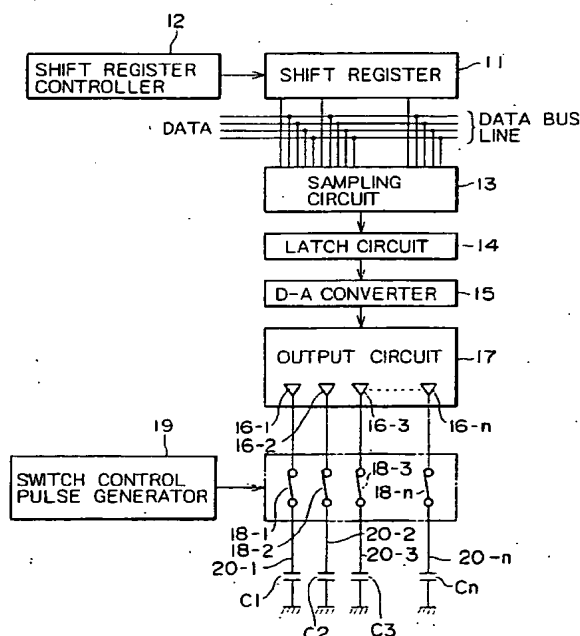 12
SHIFT REGISTER
CONTROLLER
SHIFT REGISTER
11
DATA
DATA BUS
LINE
SAMPLING
CIRCUIT
13
LATCH CIRCUIT
14
D-A CONVERTER
15
OUTPUT CIRCUIT
17
16-1
16-2
16-3
16-n
19
SWITCH CONTROL
PULSE GENERATOR
18-1
18-2
18-3
18-n
20-1
20-2
20-3
20-n
C1
C2
C3
Cn